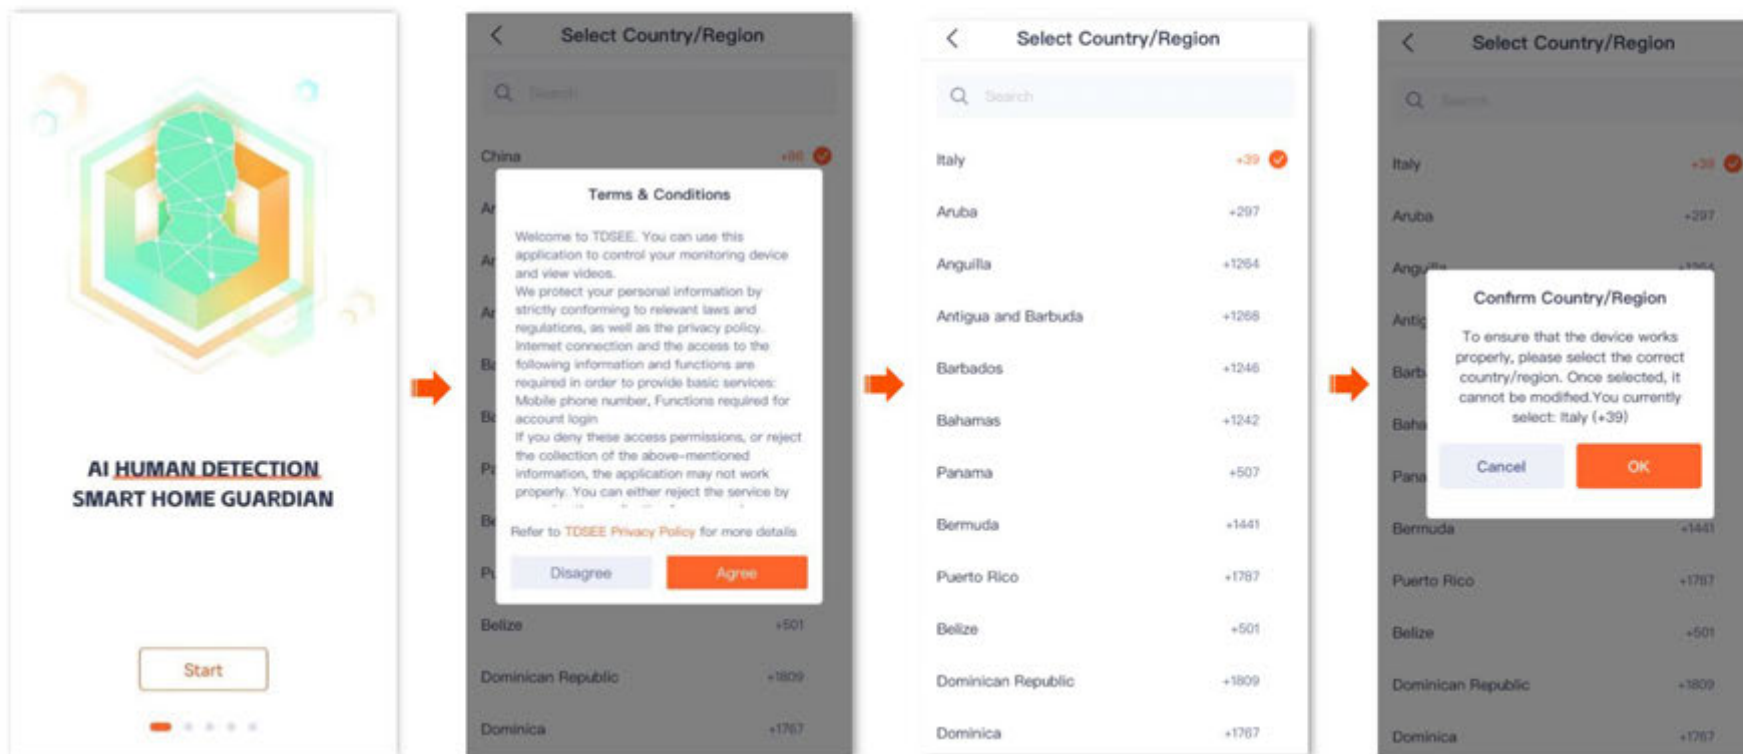 AI HUMAN DETECTION
SMART HOME GUARDIAN
Start
Select Country/Region
Search
China +86
Ar
Terms & Conditions
Welcome to TDSEE. You can use this
application to control your monitoring device
and view videos.
We protect your personal information by
strictly conforming to relevant laws and
regulations, as well as the privacy policy.
Internet connection and the access to the
following information and functions are
required in order to provide basic services:
Mobile phone number, Functions required for
account login
If you deny these access permissions, or reject
the collection of the above-mentioned
information, the application may not work
properly. You can either reject the service by
Refer to TDSEE Privacy Policy for more details
Disagree Agree
Belize +501
Dominican Republic +1809
Dominica +1767
Select Country/Region
Search
Italy +39
Aruba +297
Anguilla +1264
Antigua and Barbuda +1268
Barbados +1246
Bahamas +1242
Panama +507
Bermuda +1441
Puerto Rico +1787
Belize +501
Dominican Republic +1809
Dominica +1767
Select Country/Region
Search
Italy +39
Aruba +297
Confirm Country/Region
To ensure that the device works
properly, please select the correct
country/region. Once selected, it
cannot be modified.You currently
select: Italy (+39)
Cancel OK
Bermuda +1441
Puerto Rico +1787
Belize +501
Dominican Republic +1809
Dominica +1767